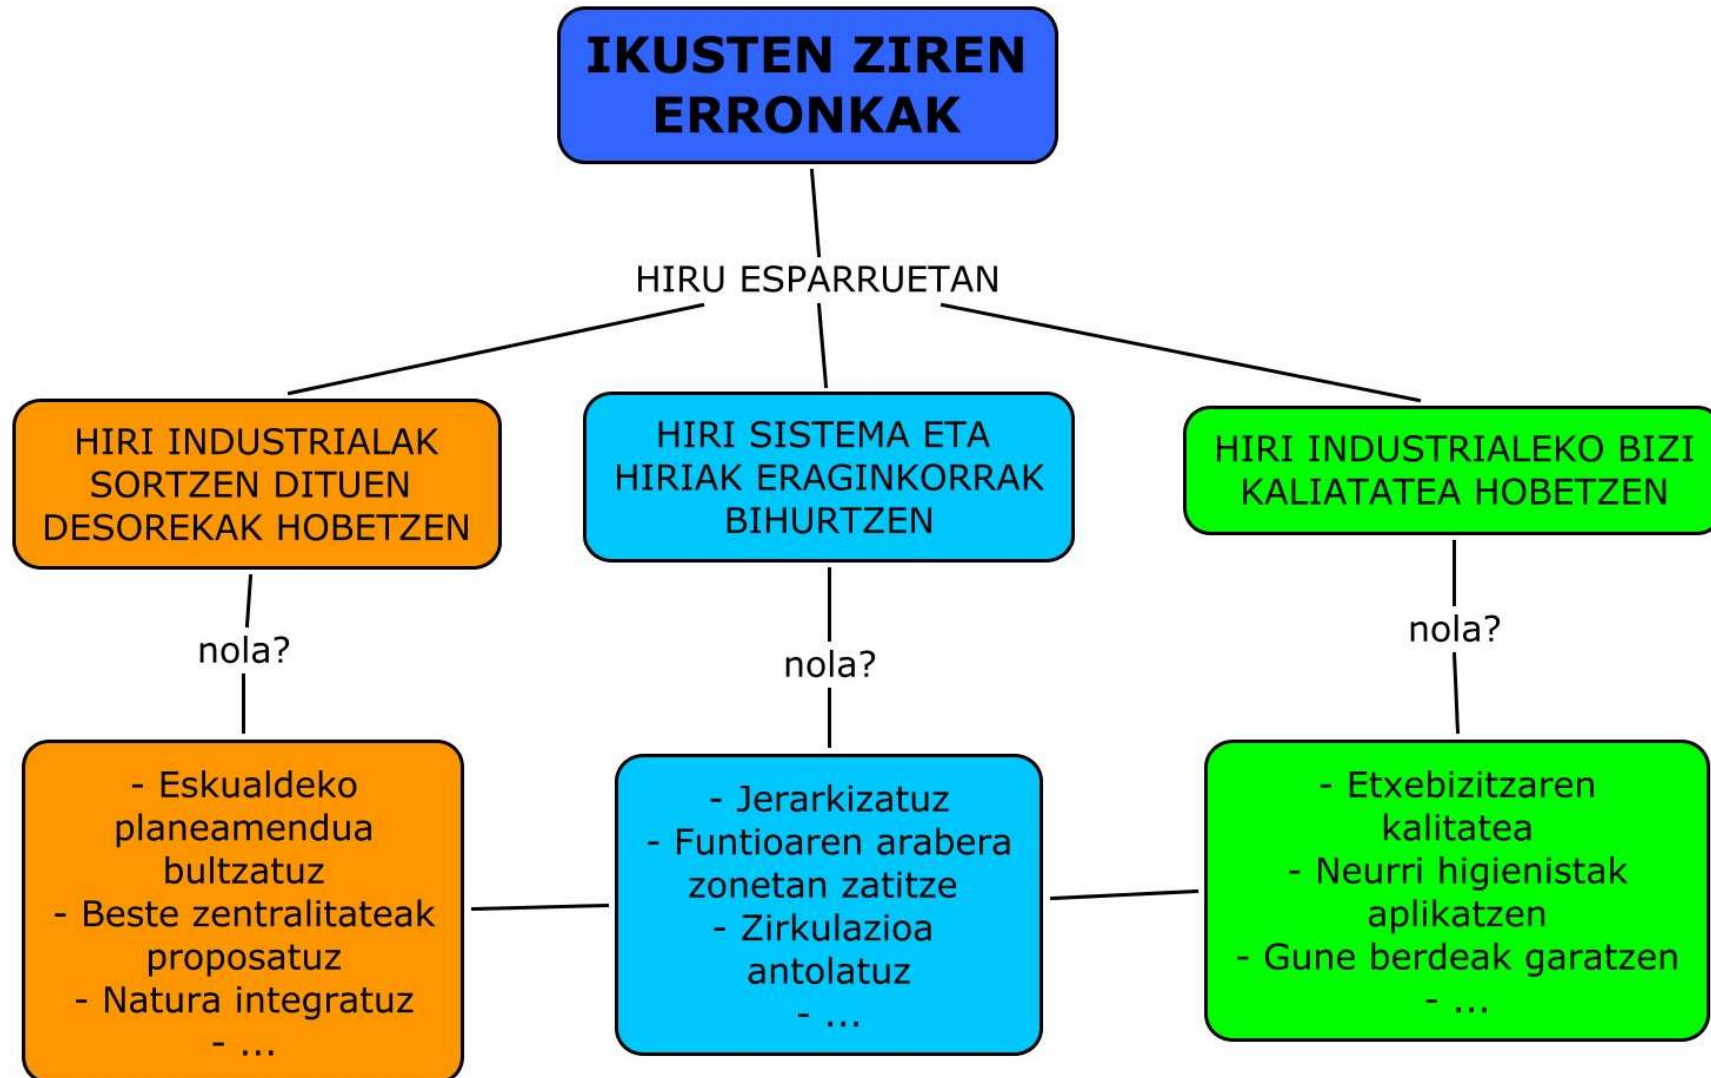 IKUSTEN ZIREN
ERRONKAK
HIRU ESPARRUETAN
HIRI INDUSTRIALAK
SORTZEN DITUEN
DESOREKAK HOBETZEN
HIRI SISTEMA ETA
HIRIAK ERAGINKORRAK
BIHURTZEN
HIRI INDUSTRIALEKO BIZI
KALIATATEA HOBETZEN
nola?
nola?
nola?
- Eskualdeko
planeamendua
bultzatuz
- Beste zentralitateak
proposatuz
- Natura integratuz
- ...
- Jerarkizatuz
- Funtioaren arabera
zonetan zatitze
- Zirkulazioa
antolatuz
- ...
- Etxebizitzaren
kalitatea
- Neurri higienistak
aplikatzen
- Gune berdeak garatzen
- ...